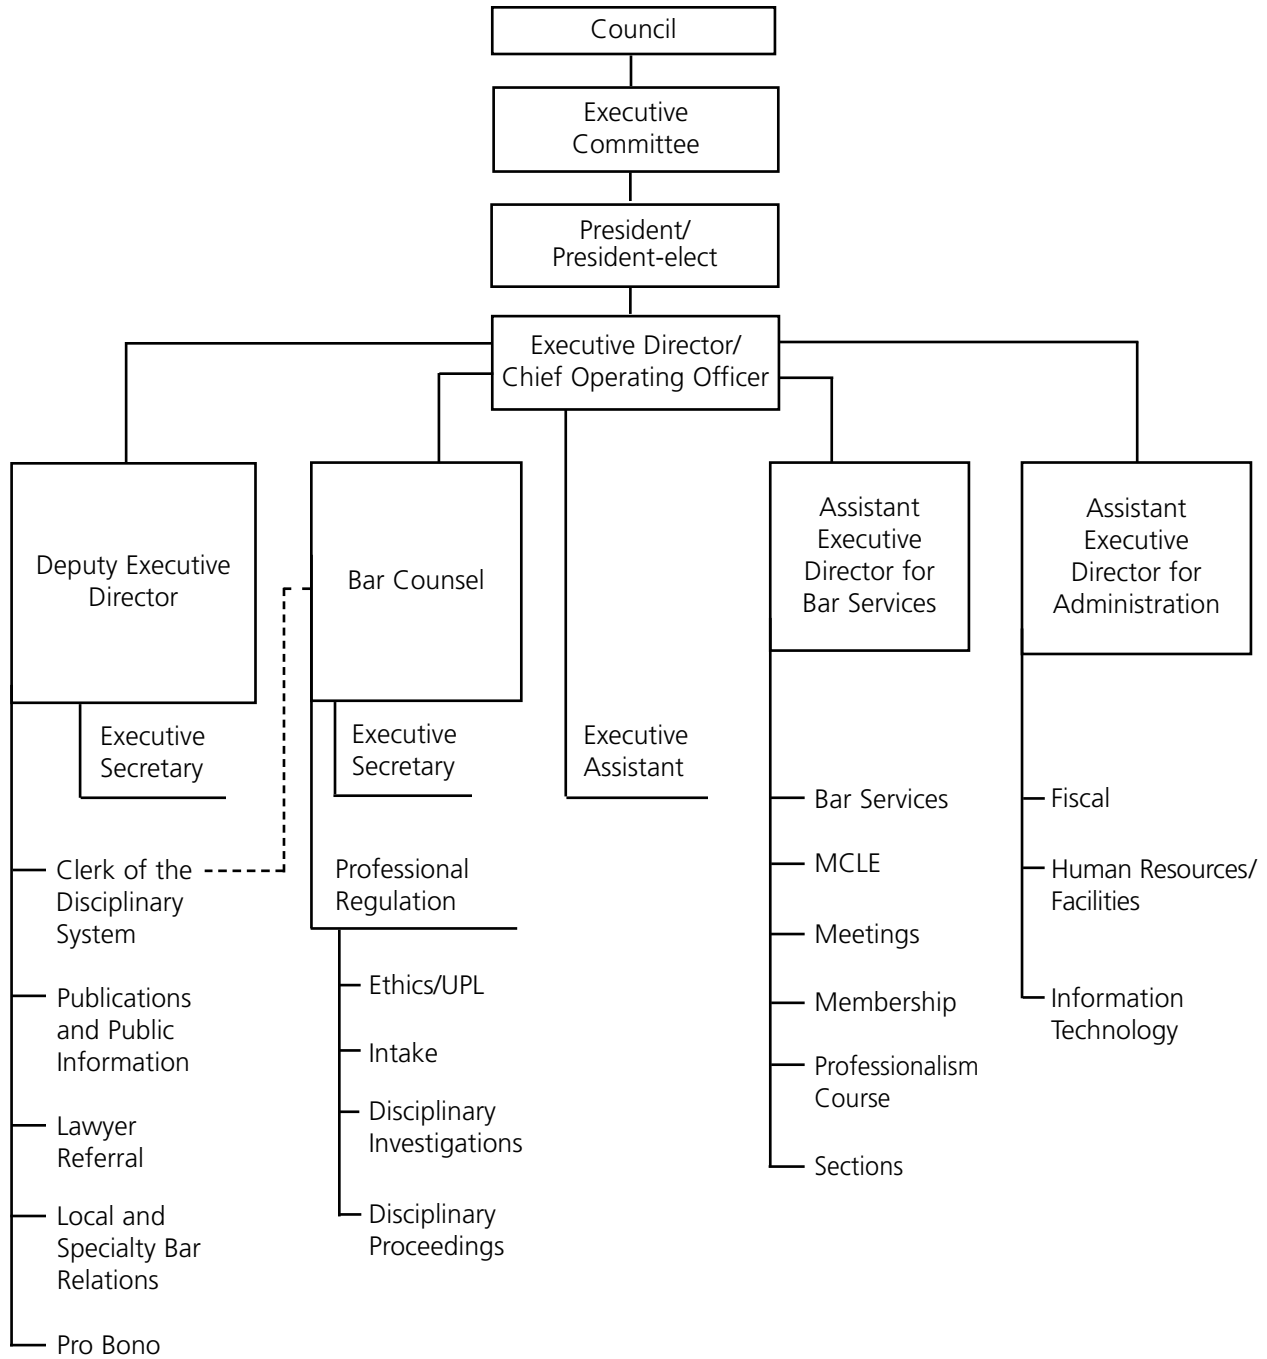 Council
Executive
Committee
President/
President-elect
Executive Director/
Chief Operating Officer
Deputy Executive
Director
Bar Counsel
Assistant
Executive
Director for
Bar Services
Assistant
Executive
Director for
Administration
Executive
Secretary
Executive
Secretary
Executive
Assistant
Clerk of the
Disciplinary
System
Publications
and Public
Information
Lawyer
Referral
Local and
Specialty Bar
Relations
Pro Bono
Professional
Regulation
Ethics/UPL
Intake
Disciplinary
Investigations
Disciplinary
Proceedings
Bar Services
MCLE
Meetings
Membership
Professionalism
Course
Sections
Fiscal
Human Resources/
Facilities
Information
Technology